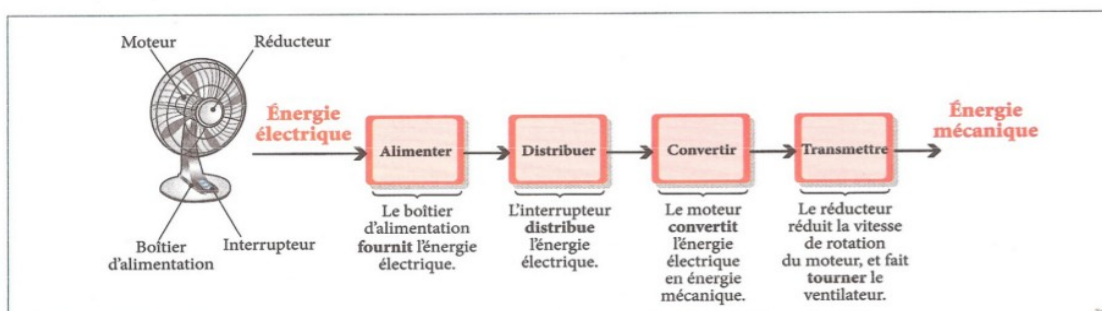 Moteur
Réducteur
Boîtier
d'alimentation
Interrupteur
Énergie
électrique
Alimenter
Distribuer
Convertir
Transmettre
Énergie
mécanique
Le boîtier
d'alimentation
fournit l'énergie
électrique.
L'interrupteur
distribue
l'énergie
électrique.
Le moteur
convertit
l'énergie
électrique
en énergie
mécanique.
Le réducteur
réduit la vitesse
de rotation
du moteur, et fait
tourner le
ventilateur.